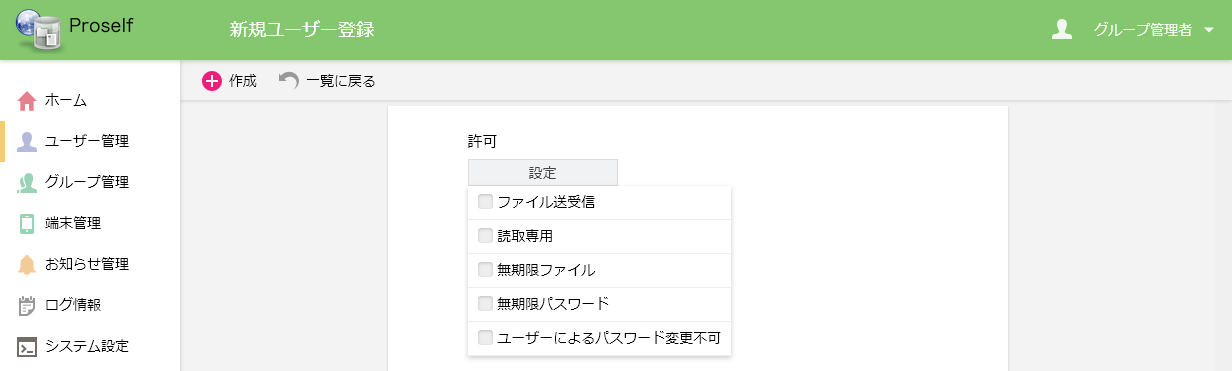 Proself
新規ユーザー登録
グループ管理者
作成
一覧に戻る
ホーム
ユーザー管理
グループ管理
端末管理
お知らせ管理
ログ情報
システム設定
許可
設定
ファイル送受信
読取専用
無期限ファイル
無期限パスワード
ユーザーによるパスワード変更不可